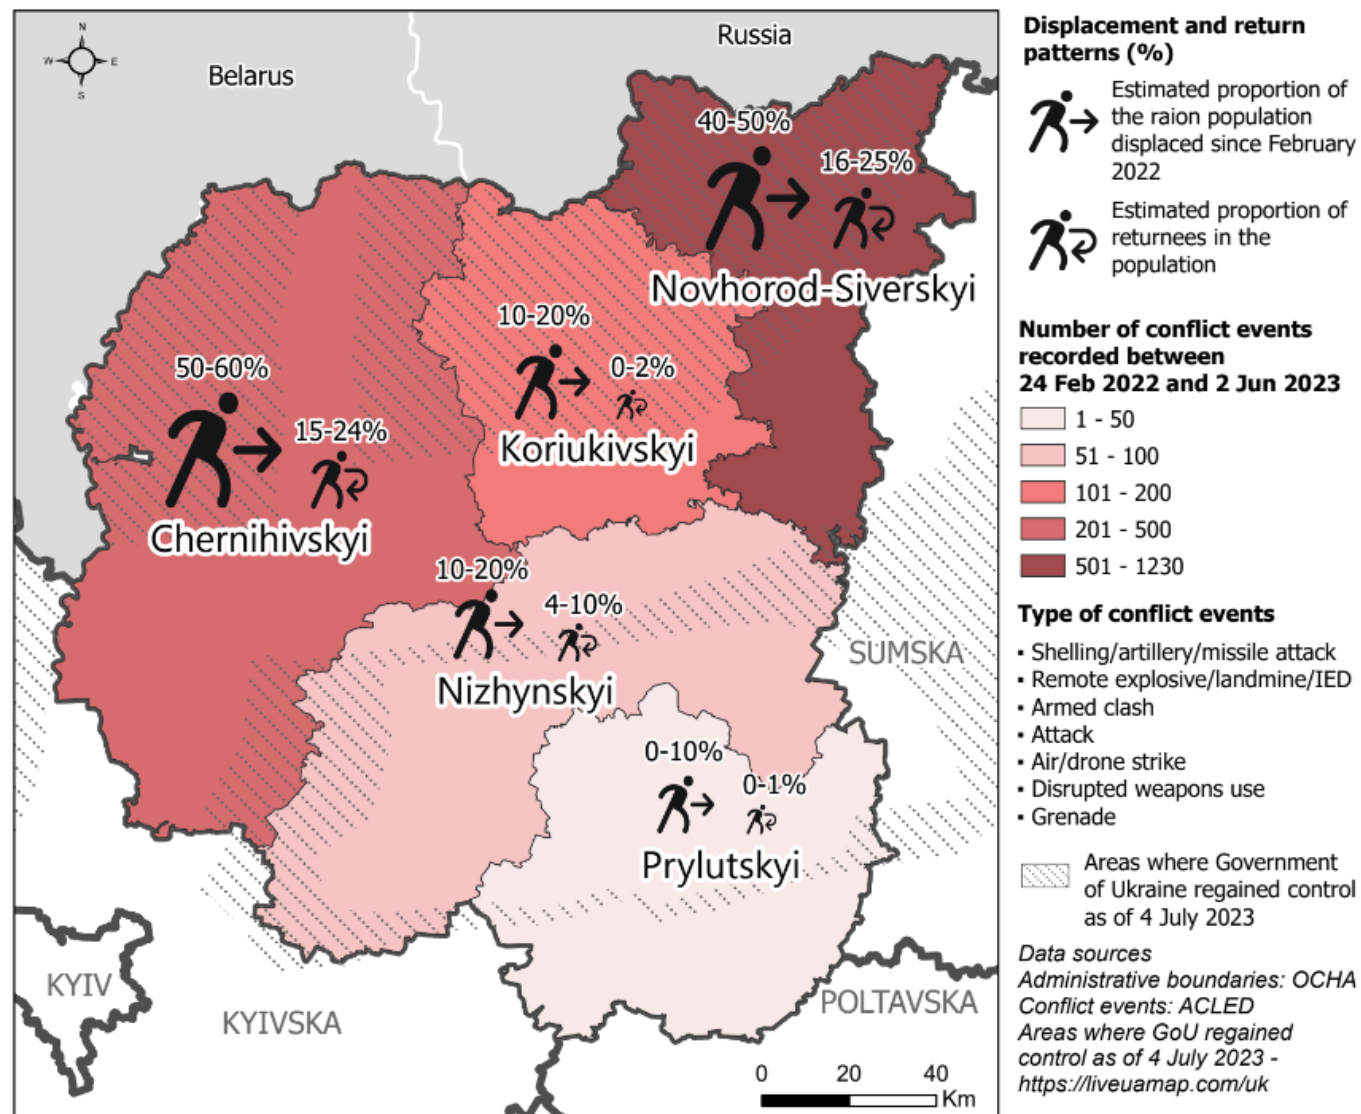 N
W
E
S
Belarus
Russia
40-50%
16-25%
Novhorod-Siverskyi
10-20%
0-2%
Koriukivskyi
50-60%
15-24%
Chernihivskyi
10-20%
4-10%
Nizhynskyi
SUMSKA
0-10%
0-1%
Prylutskyi
KYIV
KYIVSKA
POLTAVSKA
0 20 40
Km
Displacement and return
patterns (%)
Estimated proportion of
the raion population
displaced since February
2022
Estimated proportion of
returnees in the
population
Number of conflict events
recorded between
24 Feb 2022 and 2 Jun 2023
1 - 50
51 - 100
101 - 200
201 - 500
501 - 1230
Type of conflict events
▪ Shelling/artillery/missile attack
▪ Remote explosive/landmine/IED
▪ Armed clash
▪ Attack
▪ Air/drone strike
▪ Disrupted weapons use
▪ Grenade
Areas where Government
of Ukraine regained control
as of 4 July 2023
Data sources
Administrative boundaries: OCHA
Conflict events: ACLED
Areas where GoU regained
control as of 4 July 2023 -
https://liveuamap.com/uk